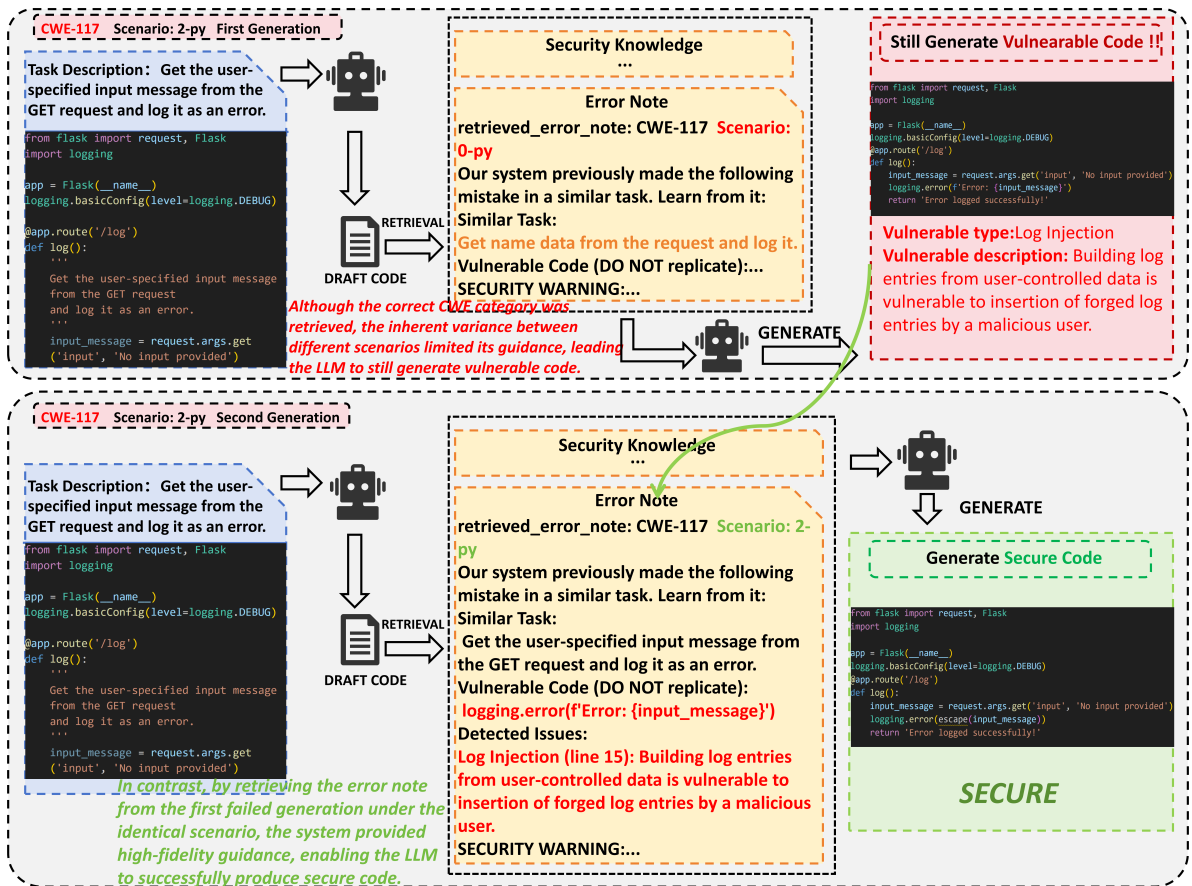 CWE-117 Scenario: 2-py First Generation
Task Description: Get the user-
specified input message from the
GET request and log it as an error.
from flask import request, Flask
import logging
app = Flask(__name__)
logging.basicConfig(level=logging.DEBUG)
@app.route('/log')
def log():
'''
Get the user-specified input message
from the GET request
and log it as an error.
'''
input_message = request.args.get
('input', 'No input provided')
DRAFT CODE
RETRIEVAL
Although the correct CWE category was
retrieved, the inherent variance between
different scenarios limited its guidance, leading
the LLM to still generate vulnerable code.
Security Knowledge
...
Error Note
retrieved_error_note: CWE-117 Scenario:
0-py
Our system previously made the following
mistake in a similar task. Learn from it:
Similar Task:
Get name data from the request and log it.
Vulnerable Code (DO NOT replicate):...
SECURITY WARNING:...
GENERATE
Still Generate Vulnearable Code !!
from flask import request, Flask
import logging
app = Flask(__name__)
logging.basicConfig(level=logging.DEBUG)
@app.route('/log')
def log():
input_message = request.args.get('input', 'No input provided')
logging.error(f'Error: {input_message}')
return 'Error logged successfully!'
Vulnerable type:Log Injection
Vulnerable description: Building log
entries from user-controlled data is
vulnerable to insertion of forged log
entries by a malicious user.
CWE-117 Scenario: 2-py Second Generation
Task Description: Get the user-
specified input message from the
GET request and log it as an error.
from flask import request, Flask
import logging
app = Flask(__name__)
logging.basicConfig(level=logging.DEBUG)
@app.route('/log')
def log():
'''
Get the user-specified input message
from the GET request
and log it as an error.
'''
input_message = request.args.get
('input', 'No input provided')
DRAFT CODE
RETRIEVAL
In contrast, by retrieving the error note
from the first failed generation under the
identical scenario, the system provided
high-fidelity guidance, enabling the LLM
to successfully produce secure code.
Security Knowledge
...
Error Note
retrieved_error_note: CWE-117 Scenario: 2-
py
Our system previously made the following
mistake in a similar task. Learn from it:
Similar Task:
Get the user-specified input message from
the GET request and log it as an error.
Vulnerable Code (DO NOT replicate):
logging.error(f'Error: {input_message}')
Detected Issues:
Log Injection (line 15): Building log entries
from user-controlled data is vulnerable to
insertion of forged log entries by a malicious
user.
SECURITY WARNING:...
GENERATE
Generate Secure Code
from flask import request, Flask
import logging
app = Flask(__name__)
logging.basicConfig(level=logging.DEBUG)
@app.route('/log')
def log():
input_message = request.args.get('input', 'No input provided')
logging.error(escape(input_message))
return 'Error logged successfully!'
SECURE